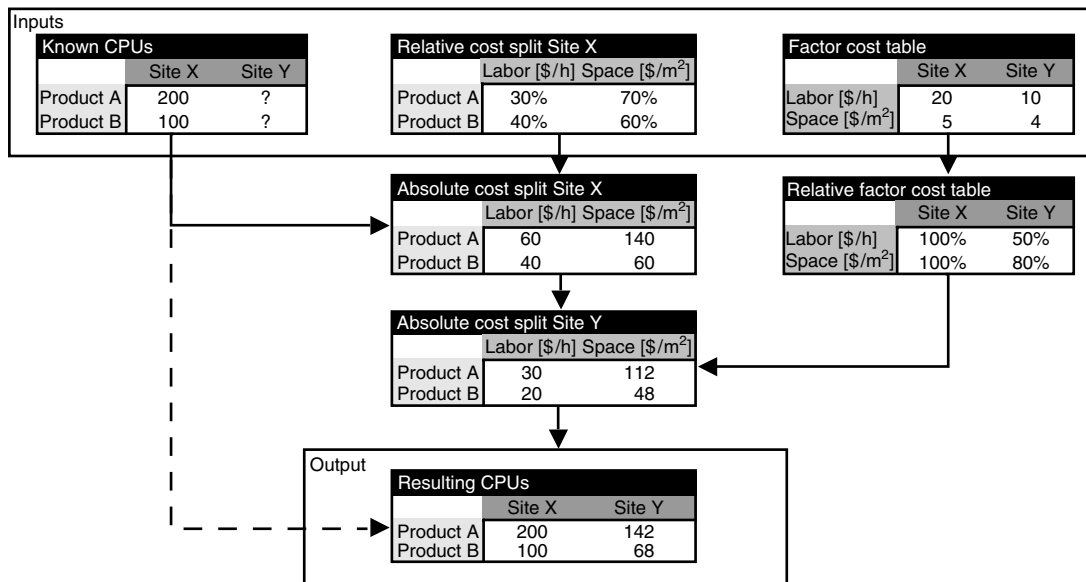 Inputs
Known CPUs
Site X Site Y
Product A 200 ?
Product B 100 ?
Relative cost split Site X
Labor [$/h] Space [$/m²]
Product A 30% 70%
Product B 40% 60%
Factor cost table
Site X Site Y
Labor [$/h] 20 10
Space [$/m²] 5 4
Absolute cost split Site X
Labor [$/h] Space [$/m²]
Product A 60 140
Product B 40 60
Relative factor cost table
Site X Site Y
Labor [$/h] 100% 50%
Space [$/m²] 100% 80%
Absolute cost split Site Y
Labor [$/h] Space [$/m²]
Product A 30 112
Product B 20 48
Output
Resulting CPUs
Site X Site Y
Product A 200 142
Product B 100 68